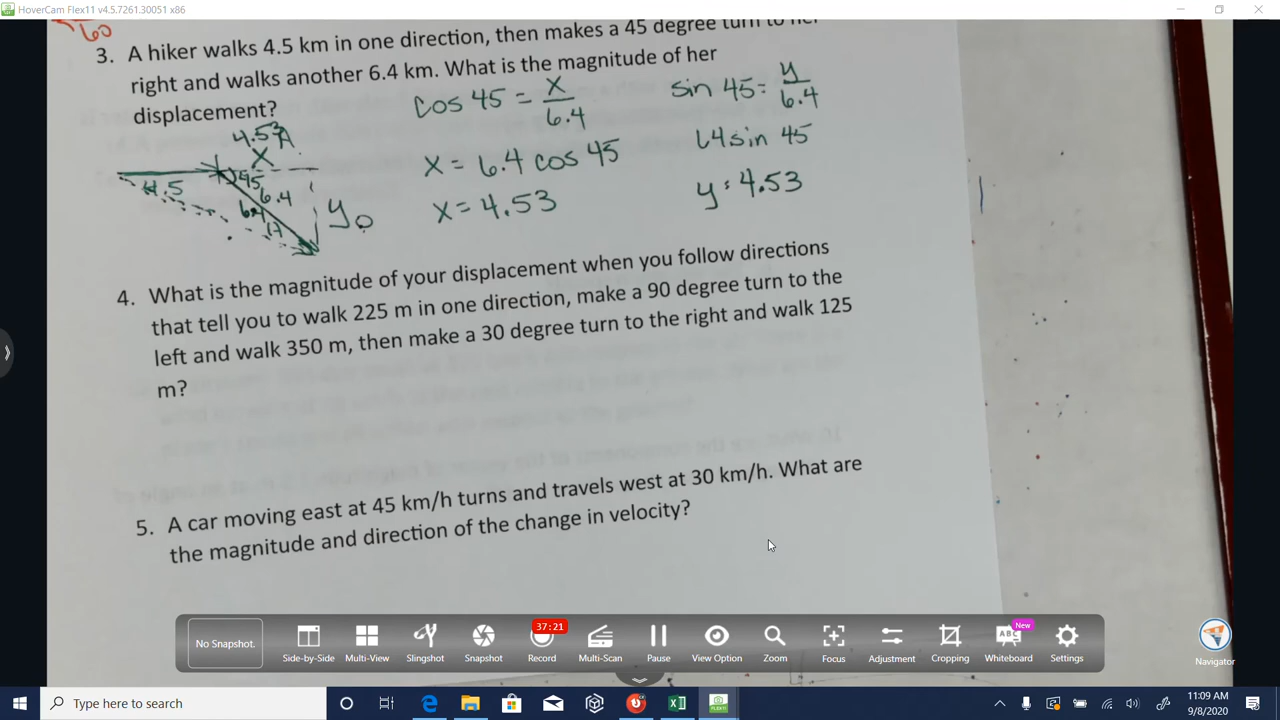 HoverCam Flex11 v4.5.7261.30051 x86
60
3. A hiker walks 4.5 km in one direction, then makes a 45 degree turn to her
right and walks another 6.4 km. What is the magnitude of her
displacement?
cos 45 = x/6.4
sin 45 = y/6.4
4.53
x
4.5
45
6.4
6.4
y
x = 6.4 cos 45
x = 4.53
sin 45
y = 4.53
4. What is the magnitude of your displacement when you follow directions
that tell you to walk 225 m in one direction, make a 90 degree turn to the
left and walk 350 m, then make a 30 degree turn to the right and walk 125
m?
5. A car moving east at 45 km/h turns and travels west at 30 km/h. What are
the magnitude and direction of the change in velocity?
No Snapshot.
Side-by-Side
Multi-View
Slingshot
Snapshot
37:21
Record
Multi-Scan
Pause
View Option
Zoom
Focus
Adjustment
Cropping
New
ABC
Whiteboard
Settings
Navigator
Type here to search
FLEX11
11:09 AM
9/8/2020